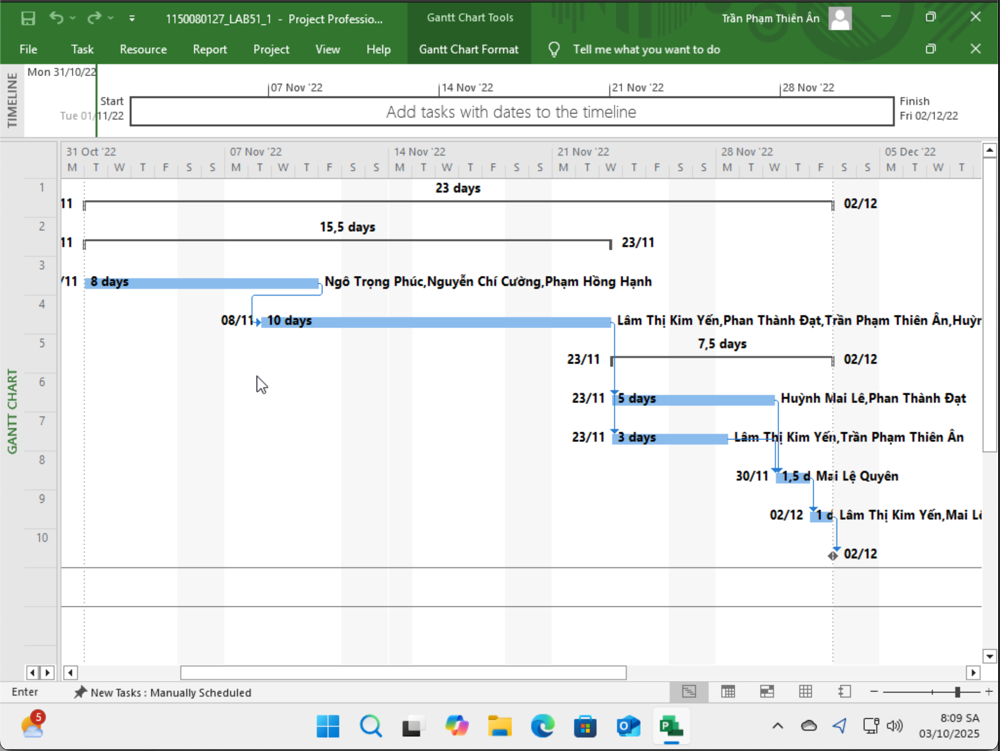 1150080127_LAB51_1 - Project Professio...
Gantt Chart Tools
Trần Phạm Thiên Ân
File Task Resource Report Project View Help Gantt Chart Format Tell me what you want to do
TIMELINE
Mon 31/10/22
07 Nov '22 14 Nov '22 21 Nov '22 28 Nov '22
Start
Tue 01/11/22
Add tasks with dates to the timeline
Finish
Fri 02/12/22
GANTT CHART
31 Oct '22 07 Nov '22 14 Nov '22 21 Nov '22 28 Nov '22 05 Dec '22
M T W T F S S M T W T F S S M T W T F S S M T W T F S S M T W T F S S M T W T
1 23 days
11 02/12
2 15,5 days
11 23/11
3
/11 8 days Ngô Trọng Phúc,Nguyễn Chí Cường,Phạm Hồng Hạnh
4
08/11 10 days Lâm Thị Kim Yến,Phan Thành Đạt,Trần Phạm Thiên Ân,Huỳn
5 7,5 days
23/11 02/12
6
23/11 5 days Huỳnh Mai Lê,Phan Thành Đạt
7
23/11 3 days Lâm Thị Kim Yến,Trần Phạm Thiên Ân
8
30/11 1,5 d Mai Lệ Quyên
9
02/12 1 d Lâm Thị Kim Yến,Mai Lệ
10
02/12
Enter New Tasks : Manually Scheduled
5
8:09 SA
03/10/2025